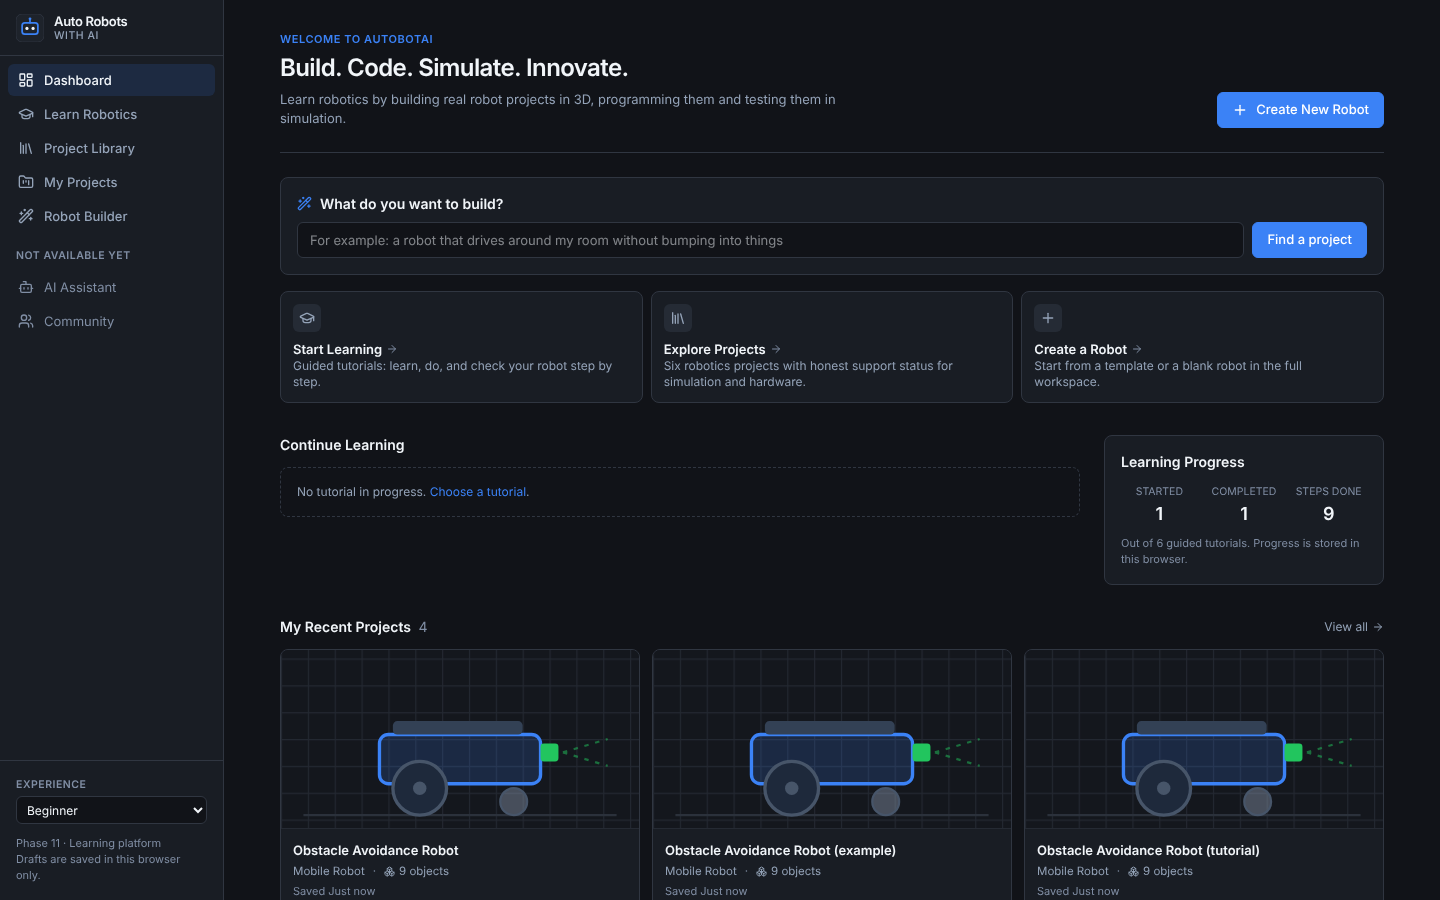 Auto Robots
WITH AI
Dashboard
Learn Robotics
Project Library
My Projects
Robot Builder
NOT AVAILABLE YET
AI Assistant
Community
EXPERIENCE
Beginner
Phase 11 · Learning platform
Drafts are saved in this browser
only.
WELCOME TO AUTOBOTAI
Build. Code. Simulate. Innovate.
Learn robotics by building real robot projects in 3D, programming them and testing them in
simulation.
Create New Robot
What do you want to build?
For example: a robot that drives around my room without bumping into things
Find a project
Start Learning
Guided tutorials: learn, do, and check your robot step by
step.
Explore Projects
Six robotics projects with honest support status for
simulation and hardware.
Create a Robot
Start from a template or a blank robot in the full
workspace.
Continue Learning
No tutorial in progress. Choose a tutorial.
Learning Progress
STARTED COMPLETED STEPS DONE
1 1 9
Out of 6 guided tutorials. Progress is stored in
this browser.
My Recent Projects 4
View all
Obstacle Avoidance Robot
Mobile Robot · 9 objects
Saved Just now
Obstacle Avoidance Robot (example)
Mobile Robot · 9 objects
Saved Just now
Obstacle Avoidance Robot (tutorial)
Mobile Robot · 9 objects
Saved Just now